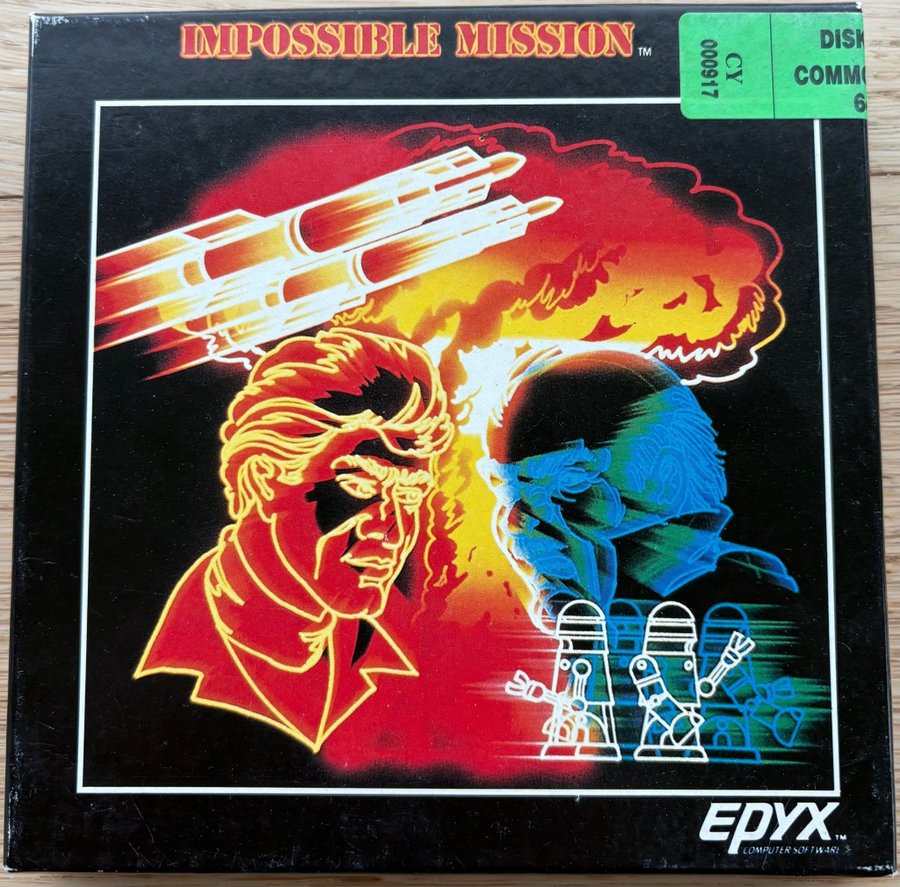 IMPOSSIBLE MISSION™
CY
000917
DISK
COMMO
6
EPYX™
COMPUTER SOFTWARE